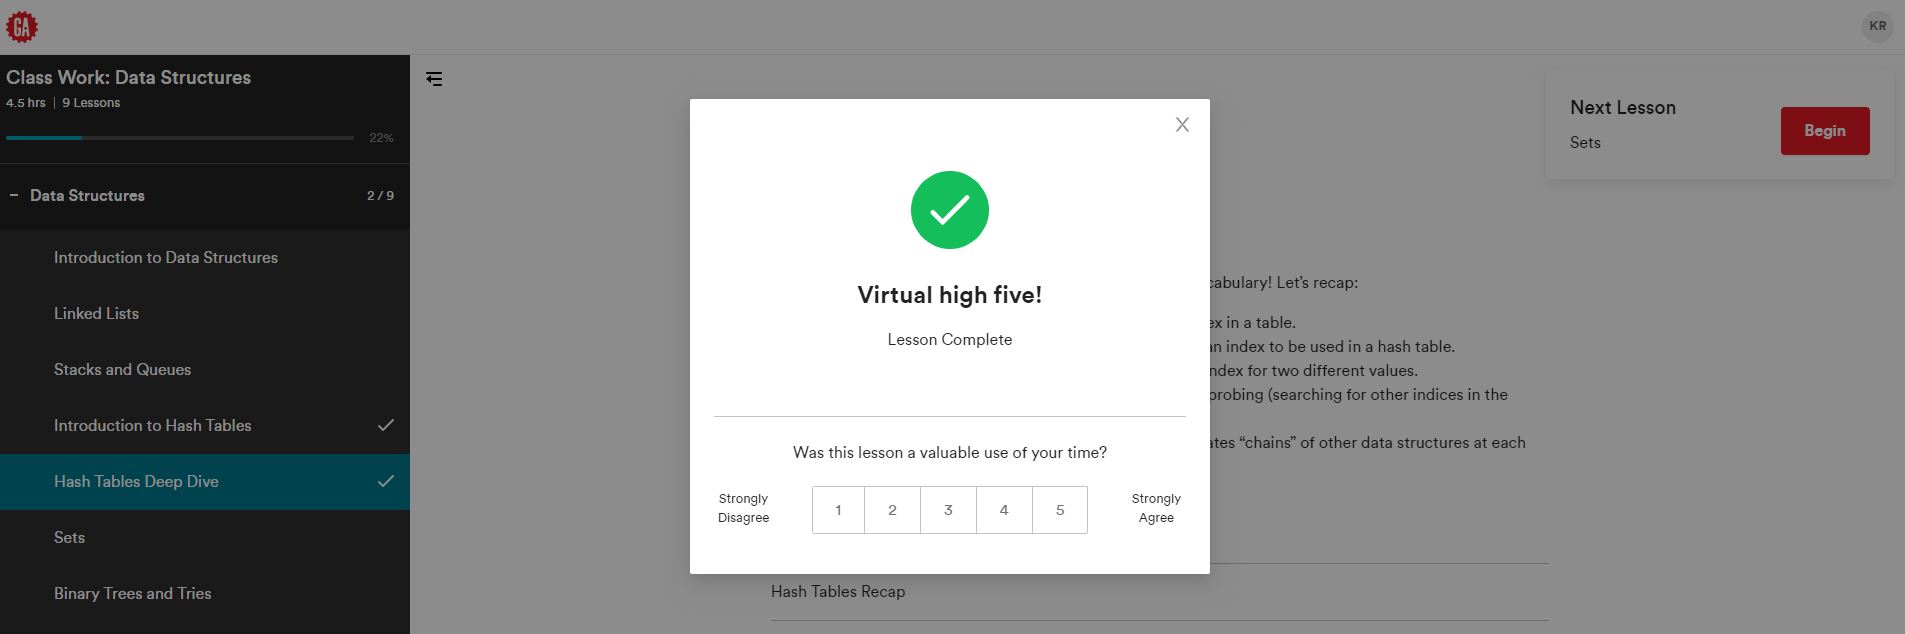 GA
KR
Class Work: Data Structures
4.5 hrs | 9 Lessons
22%
Data Structures 2 / 9
Introduction to Data Structures
Linked Lists
Stacks and Queues
Introduction to Hash Tables
Hash Tables Deep Dive
Sets
Binary Trees and Tries
X
Virtual high five!
Lesson Complete
Was this lesson a valuable use of your time?
Strongly
Disagree
1 2 3 4 5
Strongly
Agree
cabulary! Let’s recap:
ex in a table.
an index to be used in a hash table.
ndex for two different values.
probing (searching for other indices in the
ates “chains” of other data structures at each
Hash Tables Recap
Next Lesson
Sets
Begin